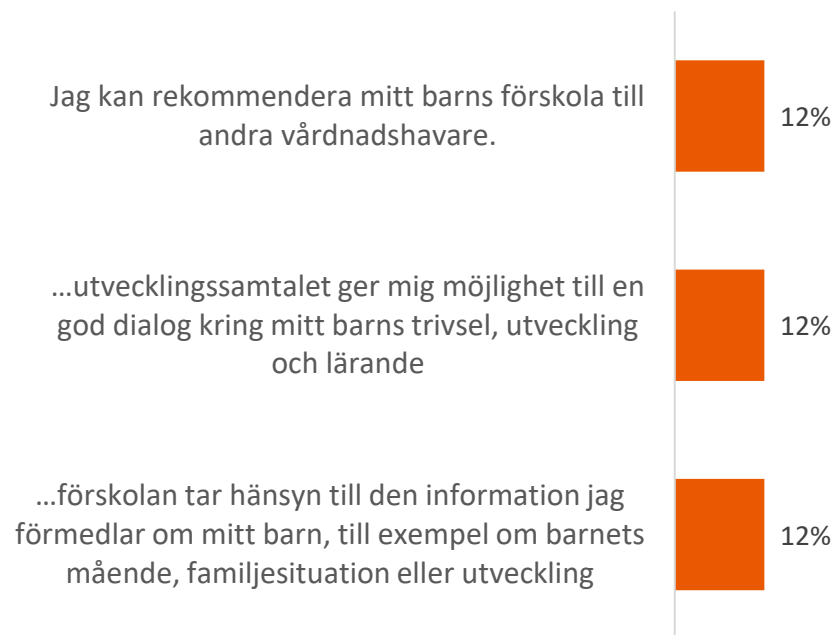 Jag kan rekommendera mitt barns förskola till
andra vårdnadshavare.
12%
...utvecklingssamtalet ger mig möjlighet till en
god dialog kring mitt barns trivsel, utveckling
och lärande
12%
...förskolan tar hänsyn till den information jag
förmedlar om mitt barn, till exempel om barnets
mående, familjesituation eller utveckling
12%